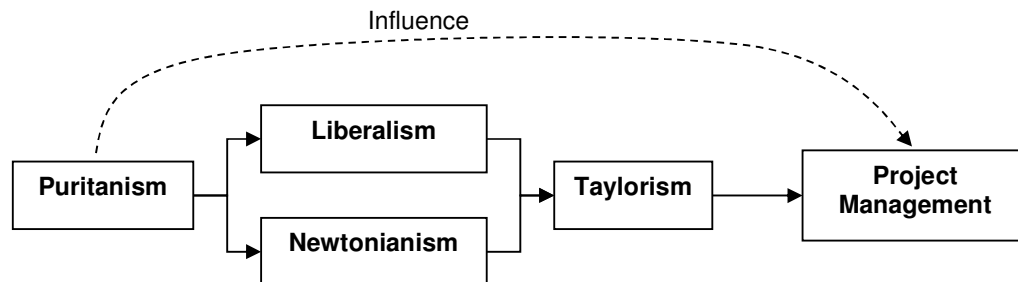 Influence
Liberalism
Puritanism
Taylorism
Project
Management
Newtonianism